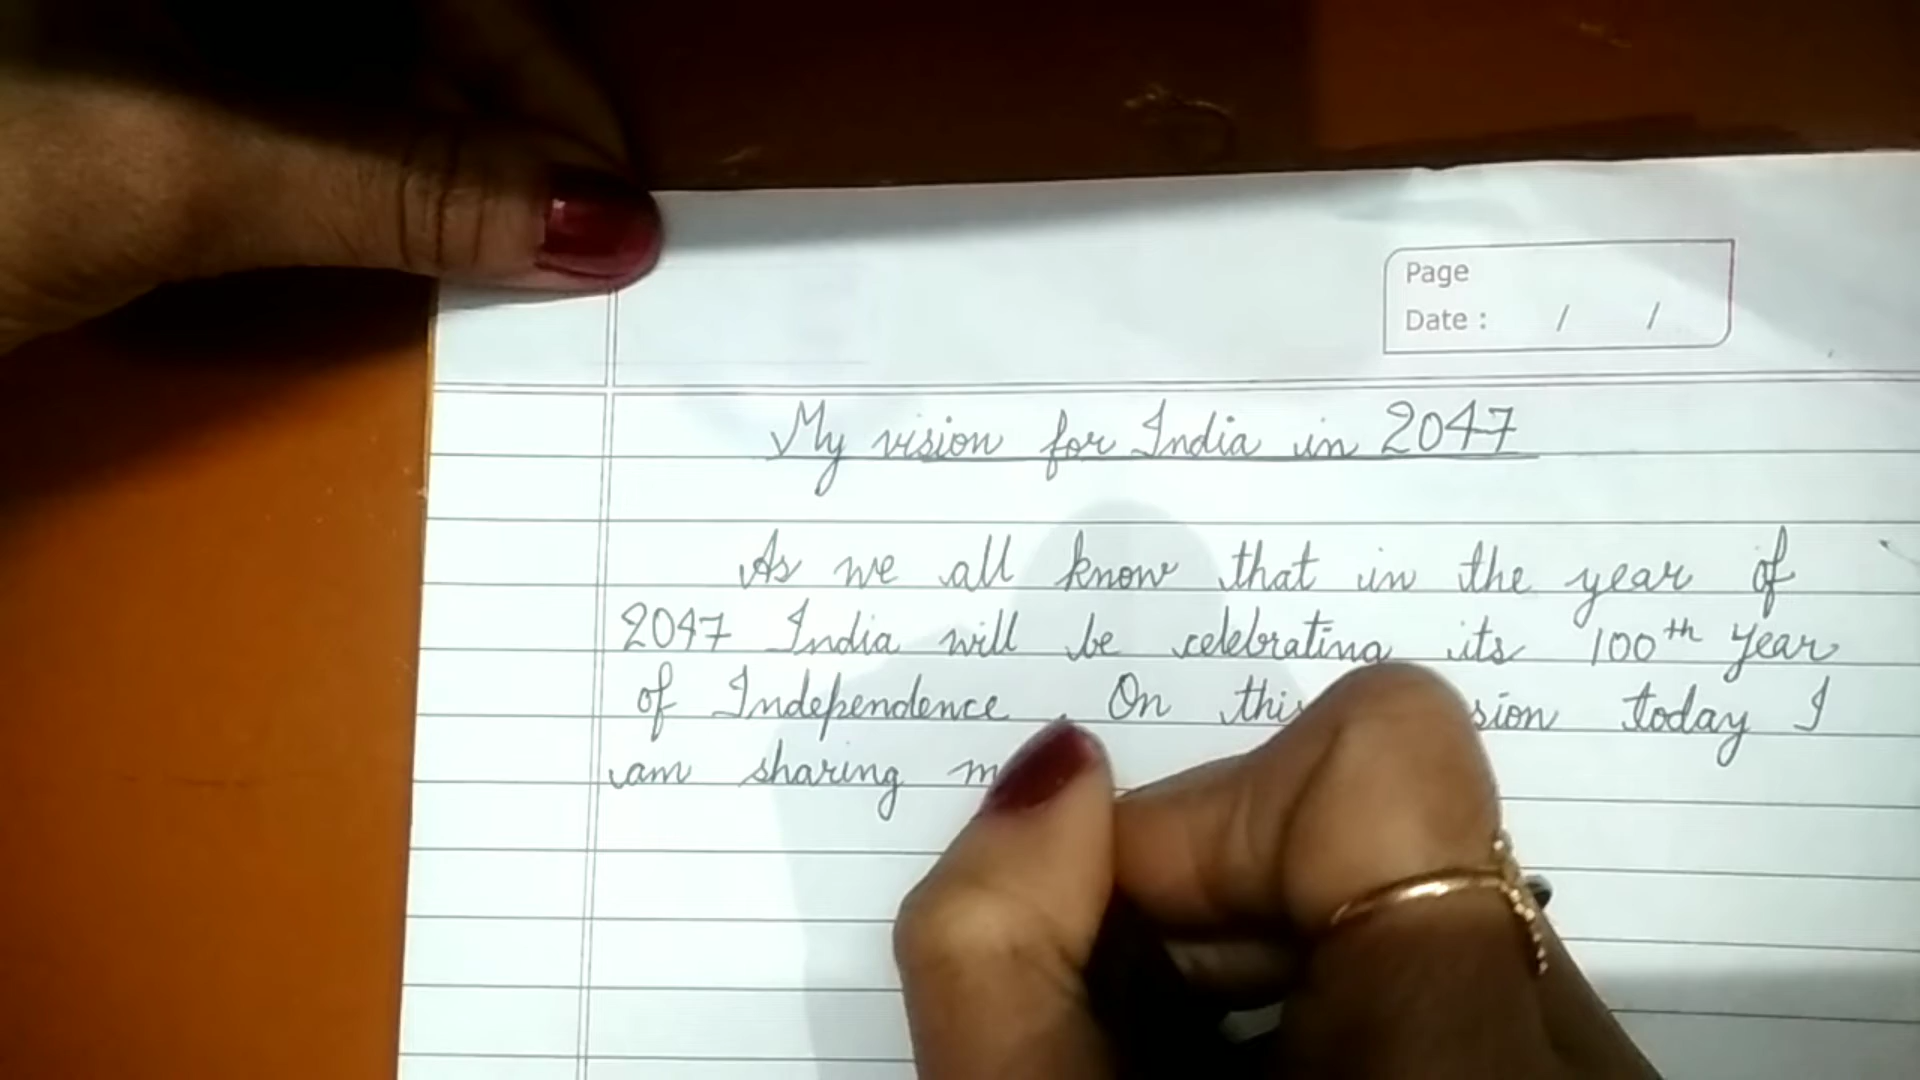 Page
Date : / /
My vision for India in 2047
As we all know that in the year of
2047 India will be celebrating its 100th year
of Independence. On this sion today I
am sharing m